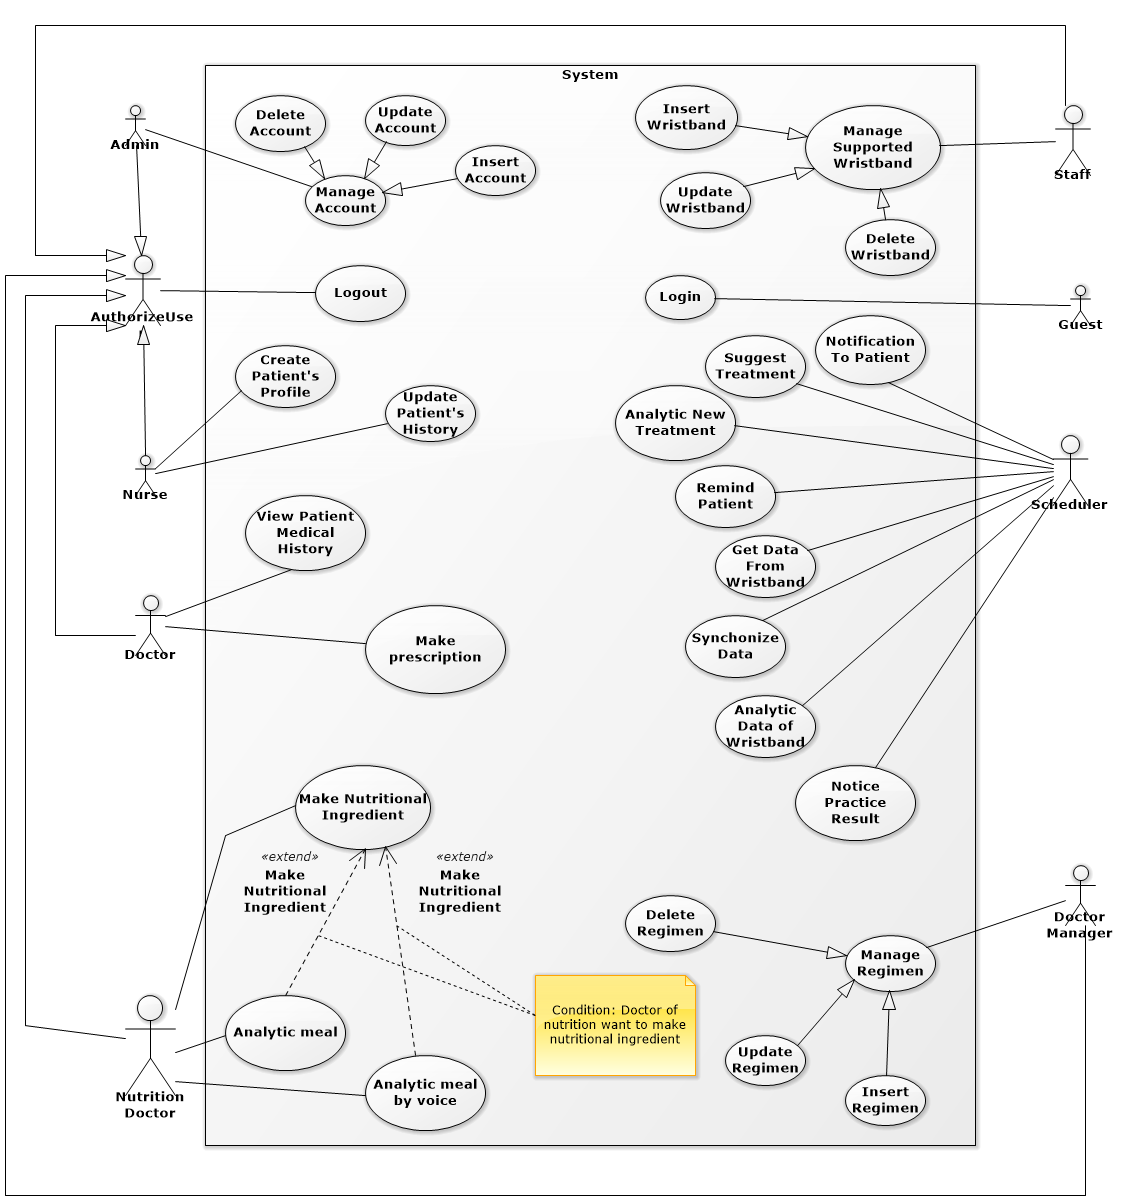 System
Delete
Account
Update
Account
Insert
Account
Manage
Account
Insert
Wristband
Manage
Supported
Wristband
Update
Wristband
Delete
Wristband
Admin
Staff
AuthorizeUse
Logout
Login
Guest
Create
Patient's
Profile
Update
Patient's
History
Nurse
Notification
To Patient
Suggest
Treatment
Analytic New
Treatment
Remind
Patient
Get Data
From
Wristband
Synchonize
Data
Analytic
Data of
Wristband
Notice
Practice
Result
Scheduler
View Patient
Medical
History
Make
prescription
Doctor
Make Nutritional
Ingredient
«extend»
Make
Nutritional
Ingredient
«extend»
Make
Nutritional
Ingredient
Analytic meal
Analytic meal
by voice
Nutrition
Doctor
Condition: Doctor of
nutrition want to make
nutritional ingredient
Delete
Regimen
Manage
Regimen
Update
Regimen
Insert
Regimen
Doctor
Manager